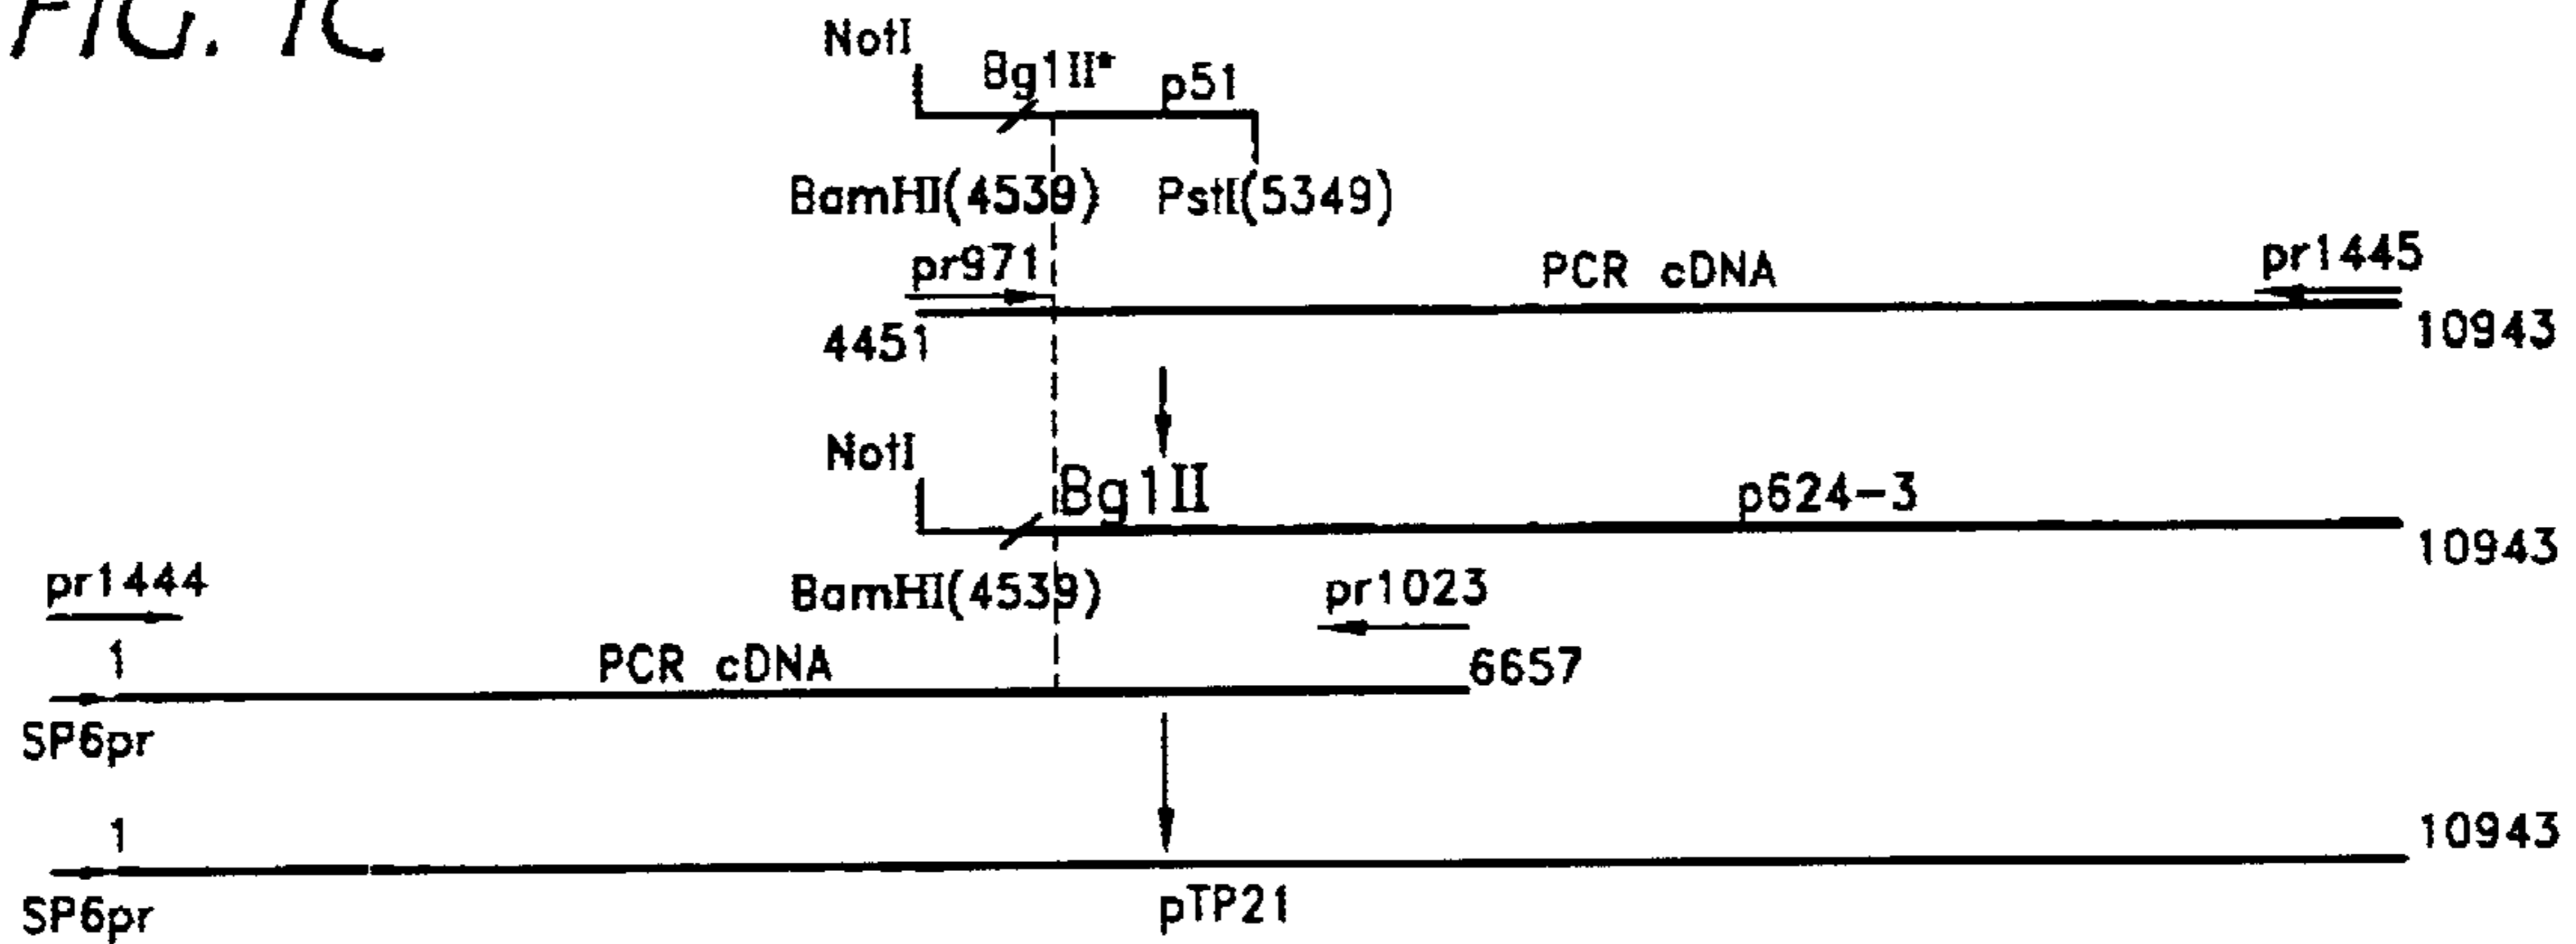 FIG. 1C
NotI
Bg1II*
p51
BamHI(4539)
PstI(5349)
pr971
PCR cDNA
pr1445
4451
10943
NotI
Bg1II
p624-3
10943
BamHI(4539)
pr1444
pr1023
1
PCR cDNA
6657
SP6pr
1
10943
SP6pr
pTP21